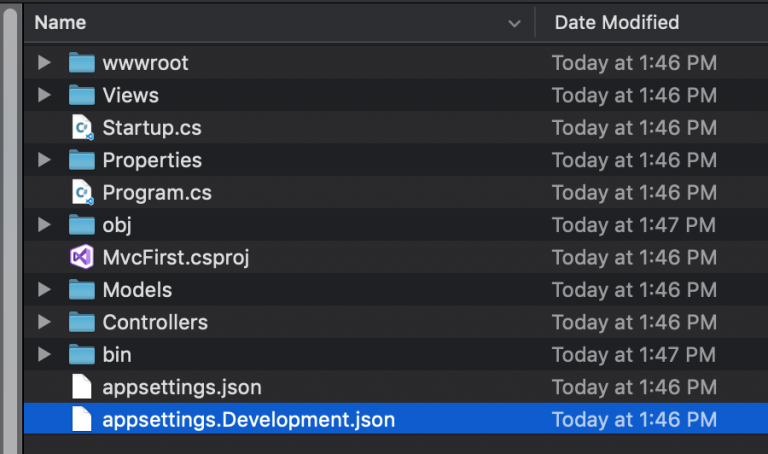 Name Date Modified
wwwroot Today at 1:46 PM
Views Today at 1:46 PM
Startup.cs Today at 1:46 PM
Properties Today at 1:46 PM
Program.cs Today at 1:46 PM
obj Today at 1:47 PM
MvcFirst.csproj Today at 1:46 PM
Models Today at 1:46 PM
Controllers Today at 1:46 PM
bin Today at 1:47 PM
appsettings.json Today at 1:46 PM
appsettings.Development.json Today at 1:46 PM